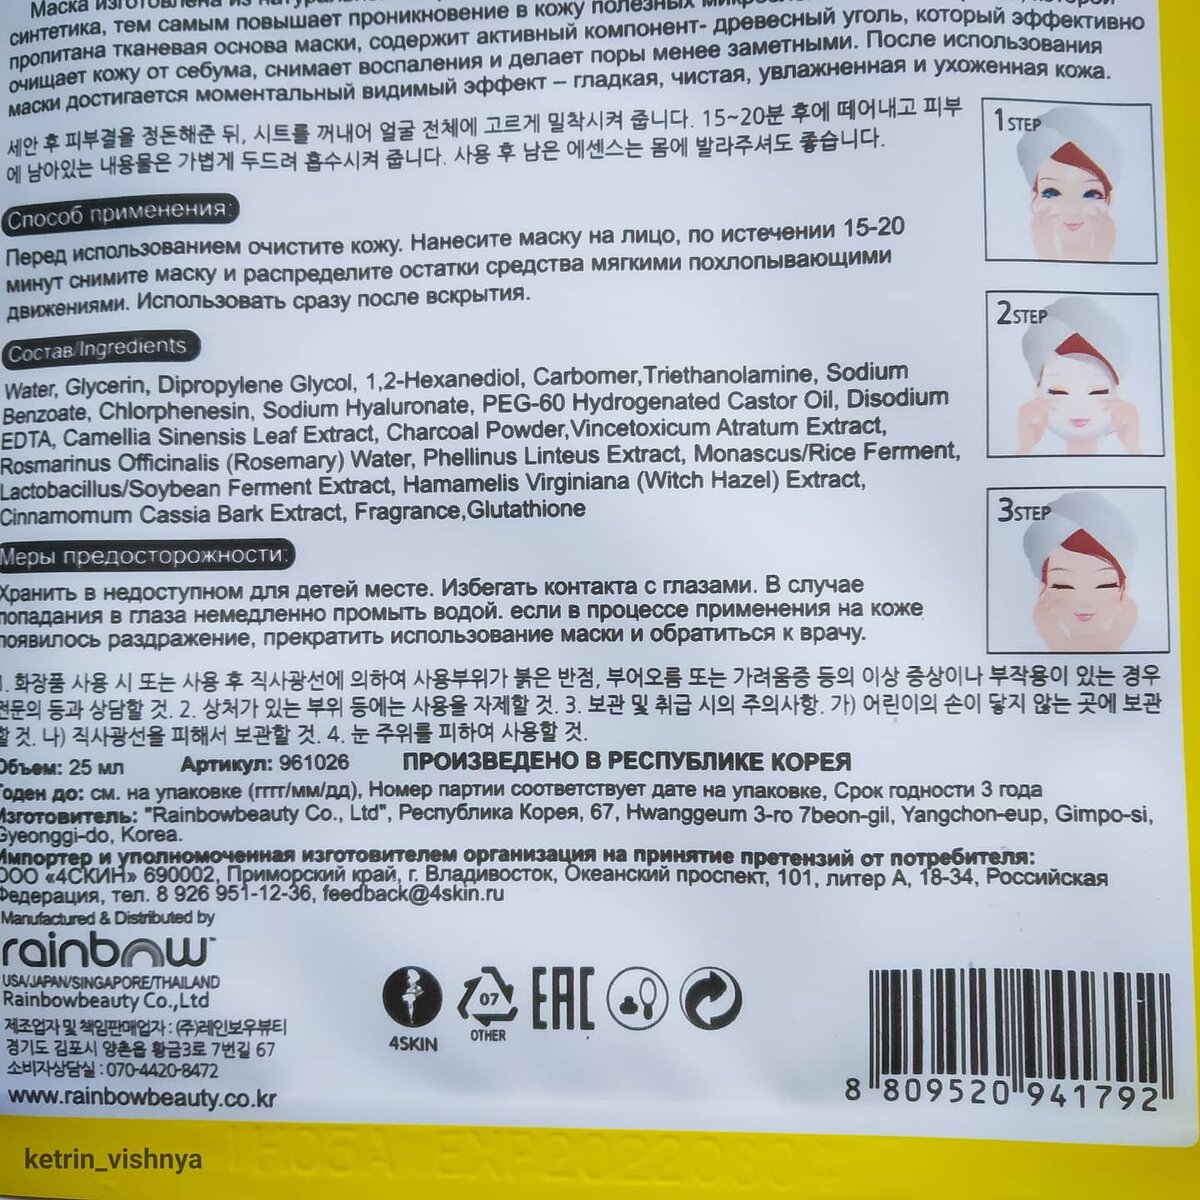 Маска изготовлена из
синтетика, тем самым повышает проникновение в кожу полезных
пропитана тканевая основа маски, содержит активный компонент- древесный уголь, который эффективно
очищает кожу от себума, снимает воспаления и делает поры менее заметными. После использования
маски достигается моментальный видимый эффект – гладкая, чистая, увлажненная и ухоженная кожа.
세안 후 피부결을 정돈해준 뒤, 시트를 꺼내어 얼굴 전체에 고르게 밀착시켜 줍니다. 15~20분 후에 떼어내고 피부
에 남아있는 내용물은 가볍게 두드려 흡수시켜 줍니다. 사용 후 남은 에센스는 몸에 발라주셔도 좋습니다.
1STEP
Способ применения:
Перед использованием очистите кожу. Нанесите маску на лицо, по истечении 15-20
минут снимите маску и распределите остатки средства мягкими похлопывающими
движениями. Использовать сразу после вскрытия.
2STEP
Состав/Ingredients
Water, Glycerin, Dipropylene Glycol, 1,2-Hexanediol, Carbomer,Triethanolamine, Sodium
Benzoate, Chlorphenesin, Sodium Hyaluronate, PEG-60 Hydrogenated Castor Oil, Disodium
EDTA, Camellia Sinensis Leaf Extract, Charcoal Powder,Vincetoxicum Atratum Extract,
Rosmarinus Officinalis (Rosemary) Water, Phellinus Linteus Extract, Monascus/Rice Ferment,
Lactobacillus/Soybean Ferment Extract, Hamamelis Virginiana (Witch Hazel) Extract,
Cinnamomum Cassia Bark Extract, Fragrance,Glutathione
3STEP
Меры предосторожности:
Хранить в недоступном для детей месте. Избегать контакта с глазами. В случае
попадания в глаза немедленно промыть водой. если в процессе применения на коже
появилось раздражение, прекратить использование маски и обратиться к врачу.
1. 화장품 사용 시 또는 사용 후 직사광선에 의하여 사용부위가 붉은 반점, 부어오름 또는 가려움증 등의 이상 증상이나 부작용이 있는 경우
전문의 등과 상담할 것. 2. 상처가 있는 부위 등에는 사용을 자제할 것. 3. 보관 및 취급 시의 주의사항. 가) 어린이의 손이 닿지 않는 곳에 보관
할 것. 나) 직사광선을 피해서 보관할 것. 4. 눈 주위를 피하여 사용할 것.
Объем: 25 мл Артикул: 961026 ПРОИЗВЕДЕНО В РЕСПУБЛИКЕ КОРЕЯ
Годен до: см. на упаковке (гггг/мм/дд), Номер партии соответствует дате на упаковке, Срок годности 3 года
Изготовитель: "Rainbowbeauty Co., Ltd", Республика Корея, 67, Hwanggeum 3-ro 7beon-gil, Yangchon-eup, Gimpo-si,
Gyeonggi-do, Korea.
Импортер и уполномоченная изготовителем организация на принятие претензий от потребителя:
ООО «4СКИН» 690002, Приморский край, г. Владивосток, Океанский проспект, 101, литер А, 18-34, Российская
Федерация, тел. 8 926 951-12-36, feedback@4skin.ru
Manufactured & Distributed by
rainbow™
USA/JAPAN/SINGAPORE/THAILAND
Rainbowbeauty Co.,Ltd
제조업자 및 책임판매업자 : (주)레인보우뷰티
경기도 김포시 양촌읍 황금3로 7번길 67
소비자상담실 : 070-4420-8472
www.rainbowbeauty.co.kr
4SKIN
07
OTHER
EAC
8 809520 941792
EXP20220604
ketrin_vishnya